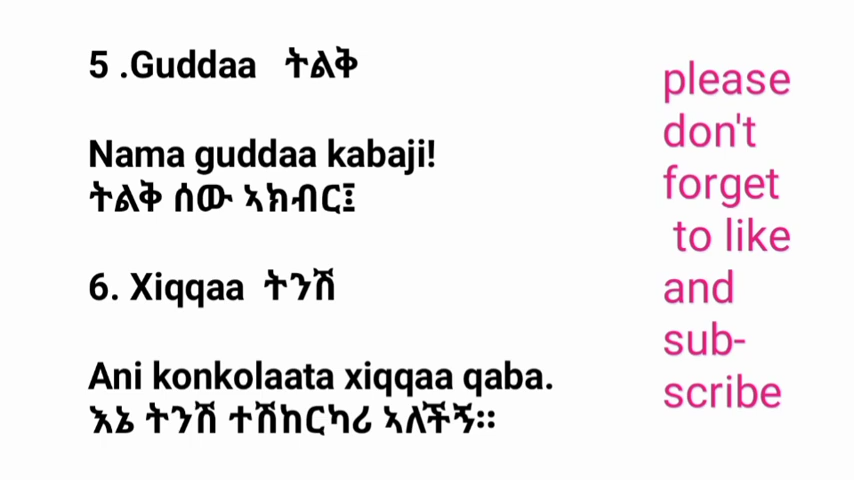 5 .Guddaa ትልቅ
Nama guddaa kabaji!
ትልቅ ሰው ኣክብር፤
6. Xiqqaa ትንሽ
Ani konkolaata xiqqaa qaba.
እኔ ትንሽ ተሽከርካሪ ኣለችኝ።
please
don't
forget
to like
and
sub-
scribe